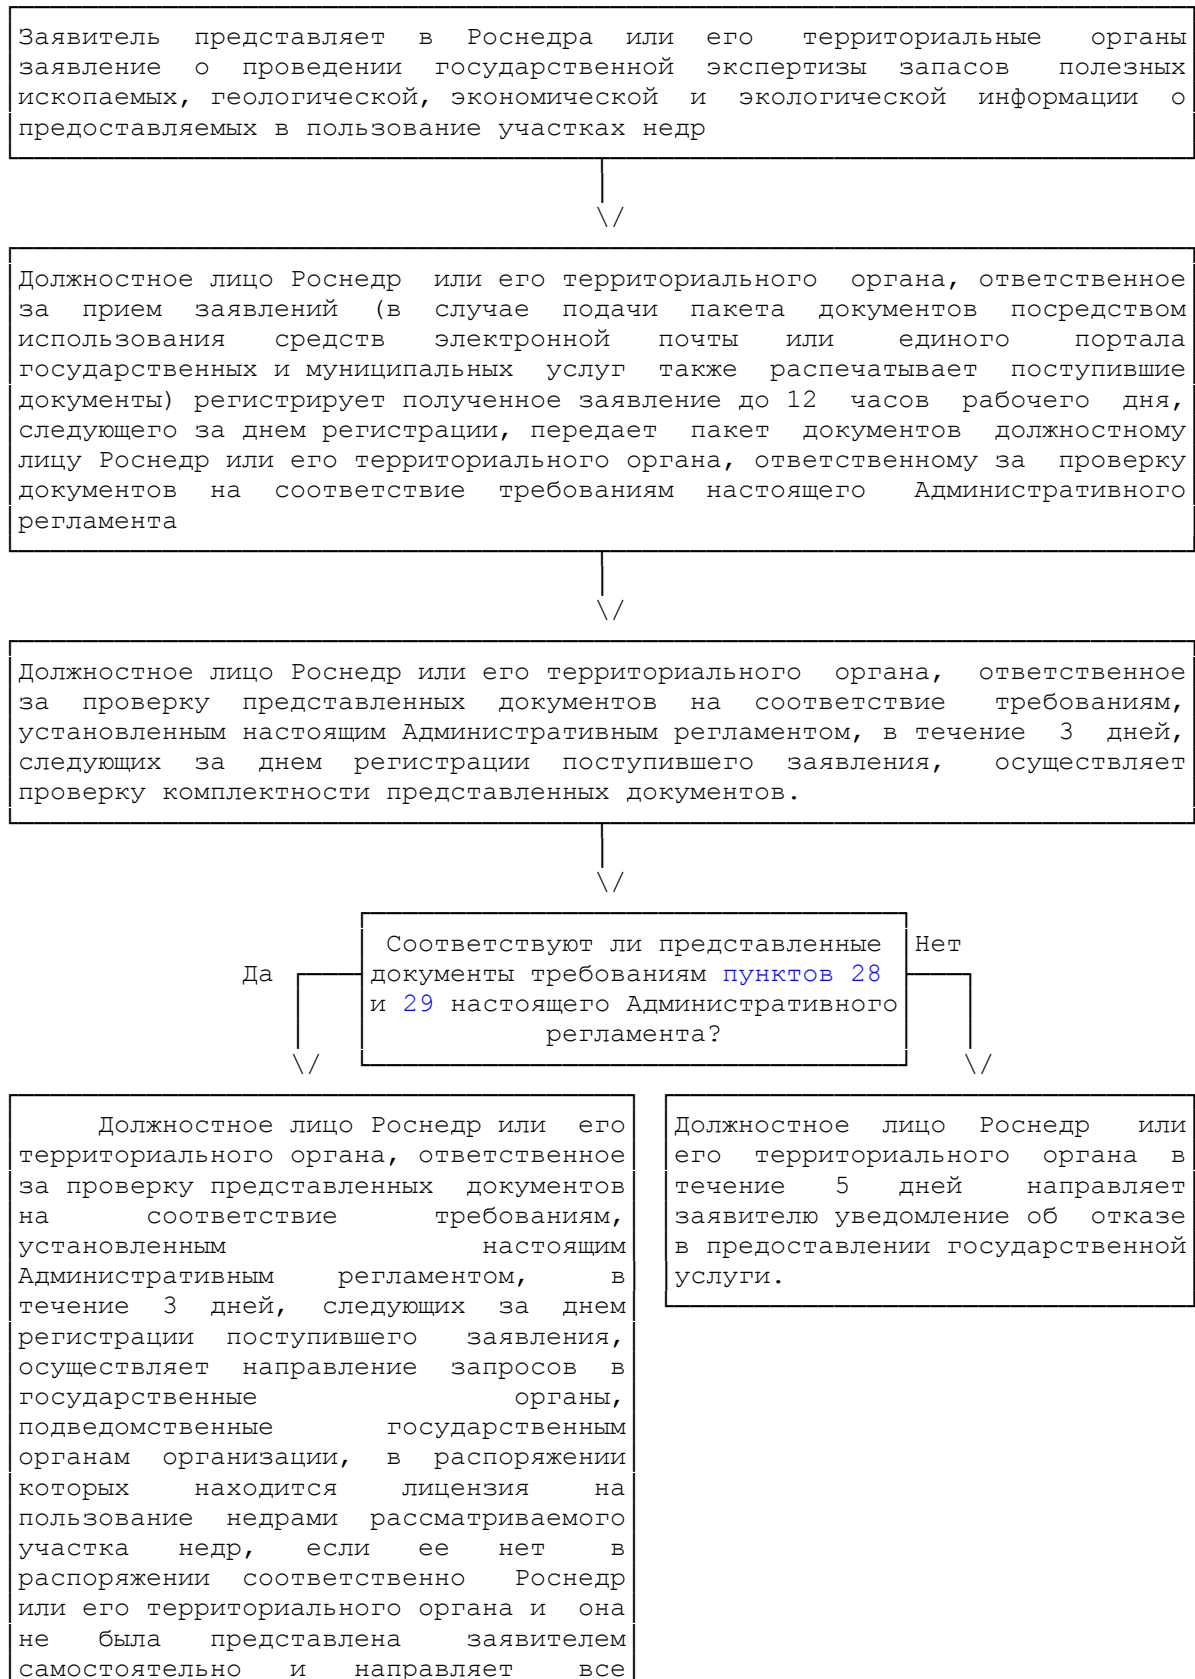 Заявитель представляет в Роснедра или его территориальные органы
заявление о проведении государственной экспертизы запасов полезных
ископаемых, геологической, экономической и экологической информации о
предоставляемых в пользование участках недр
\/
Должностное лицо Роснедр или его территориального органа, ответственное
за прием заявлений (в случае подачи пакета документов посредством
использования средств электронной почты или единого портала
государственных и муниципальных услуг также распечатывает поступившие
документы) регистрирует полученное заявление до 12 часов рабочего дня,
следующего за днем регистрации, передает пакет документов должностному
лицу Роснедр или его территориального органа, ответственному за проверку
документов на соответствие требованиям настоящего Административного
регламента
\/
Должностное лицо Роснедр или его территориального органа, ответственное
за проверку представленных документов на соответствие требованиям,
установленным настоящим Административным регламентом, в течение 3 дней,
следующих за днем регистрации поступившего заявления, осуществляет
проверку комплектности представленных документов.
\/
Соответствуют ли представленные
документы требованиям пунктов 28
и 29 настоящего Административного
регламента?
Да
Нет
\/
\/
Должностное лицо Роснедр или его
территориального органа, ответственное
за проверку представленных документов
на соответствие требованиям,
установленным настоящим
Административным регламентом, в
течение 3 дней, следующих за днем
регистрации поступившего заявления,
осуществляет направление запросов в
государственные органы,
подведомственные государственным
органам организации, в распоряжении
которых находится лицензия на
пользование недрами рассматриваемого
участка недр, если ее нет в
распоряжении соответственно Роснедр
или его территориального органа и она
не была представлена заявителем
самостоятельно и направляет все
Должностное лицо Роснедр или
его территориального органа в
течение 5 дней направляет
заявителю уведомление об отказе
в предоставлении государственной
услуги.